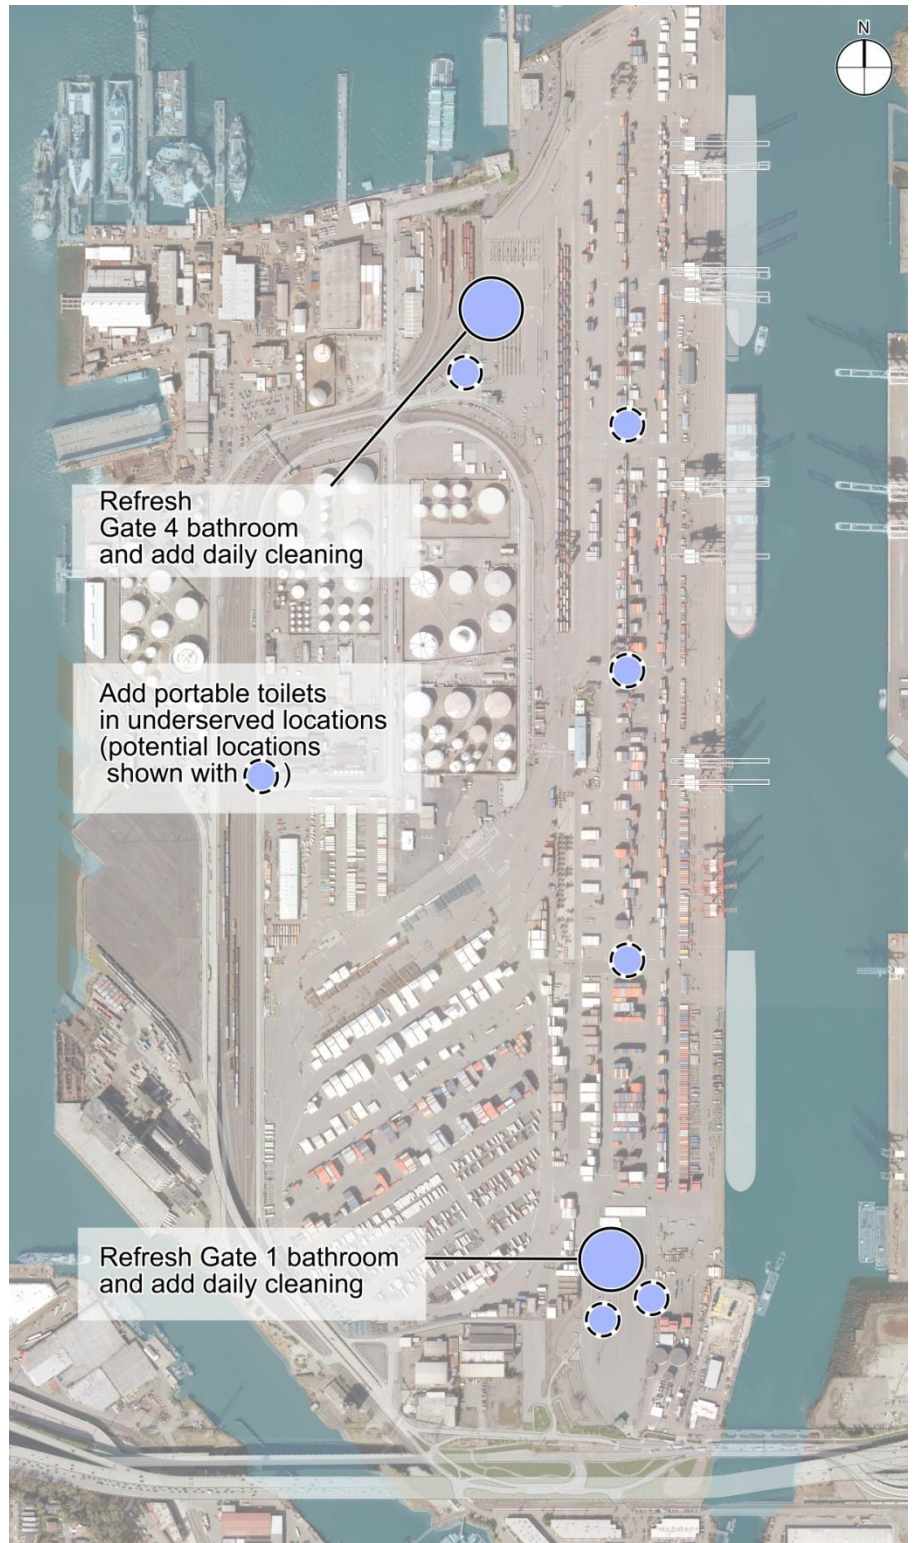 N
Refresh
Gate 4 bathroom
and add daily cleaning
Add portable toilets
in underserved locations
(potential locations
shown with )
Refresh Gate 1 bathroom
and add daily cleaning